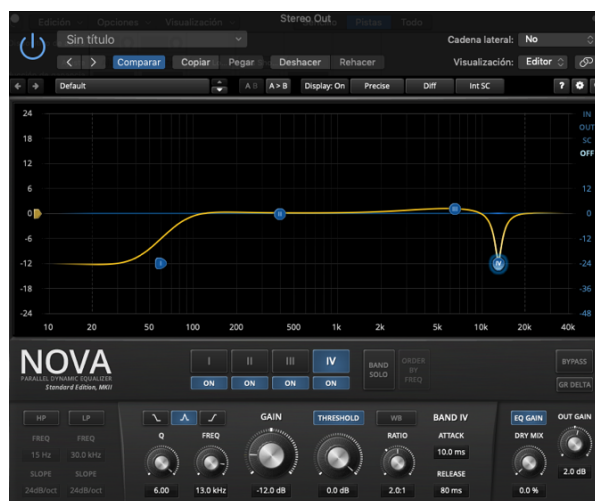 Edición Opciones Visualización Stereo Out Pistas Todo
Sin título Cadena lateral: No
< > Comparar Copiar Pegar Deshacer Rehacer Visualización: Editor
Default A B A > B Display: On Precise Diff Int SC ?
24 IN
18 OUT
SC
12 OFF
6 12
0 0
-6 -12
-12 -24
-18 -36
-24 -48
I II III IV
10 20 50 100 200 500 1k 2k 5k 10k 20k 40k
NOVA
PARALLEL DYNAMIC EQUALIZER
Standard Edition, MKII
I II III IV BAND SOLO ORDER BY FREQ BYPASS
ON ON ON ON GR DELTA
HP LP GAIN THRESHOLD WB BAND IV EQ GAIN OUT GAIN
FREQ FREQ Q FREQ RATIO ATTACK DRY MIX
15 Hz 30.0 kHz 10.0 ms
SLOPE SLOPE RELEASE 2.0 dB
24dB/oct 24dB/oct 6.00 13.0 kHz -12.0 dB 0.0 dB 2.0:1 80 ms 0.0 %